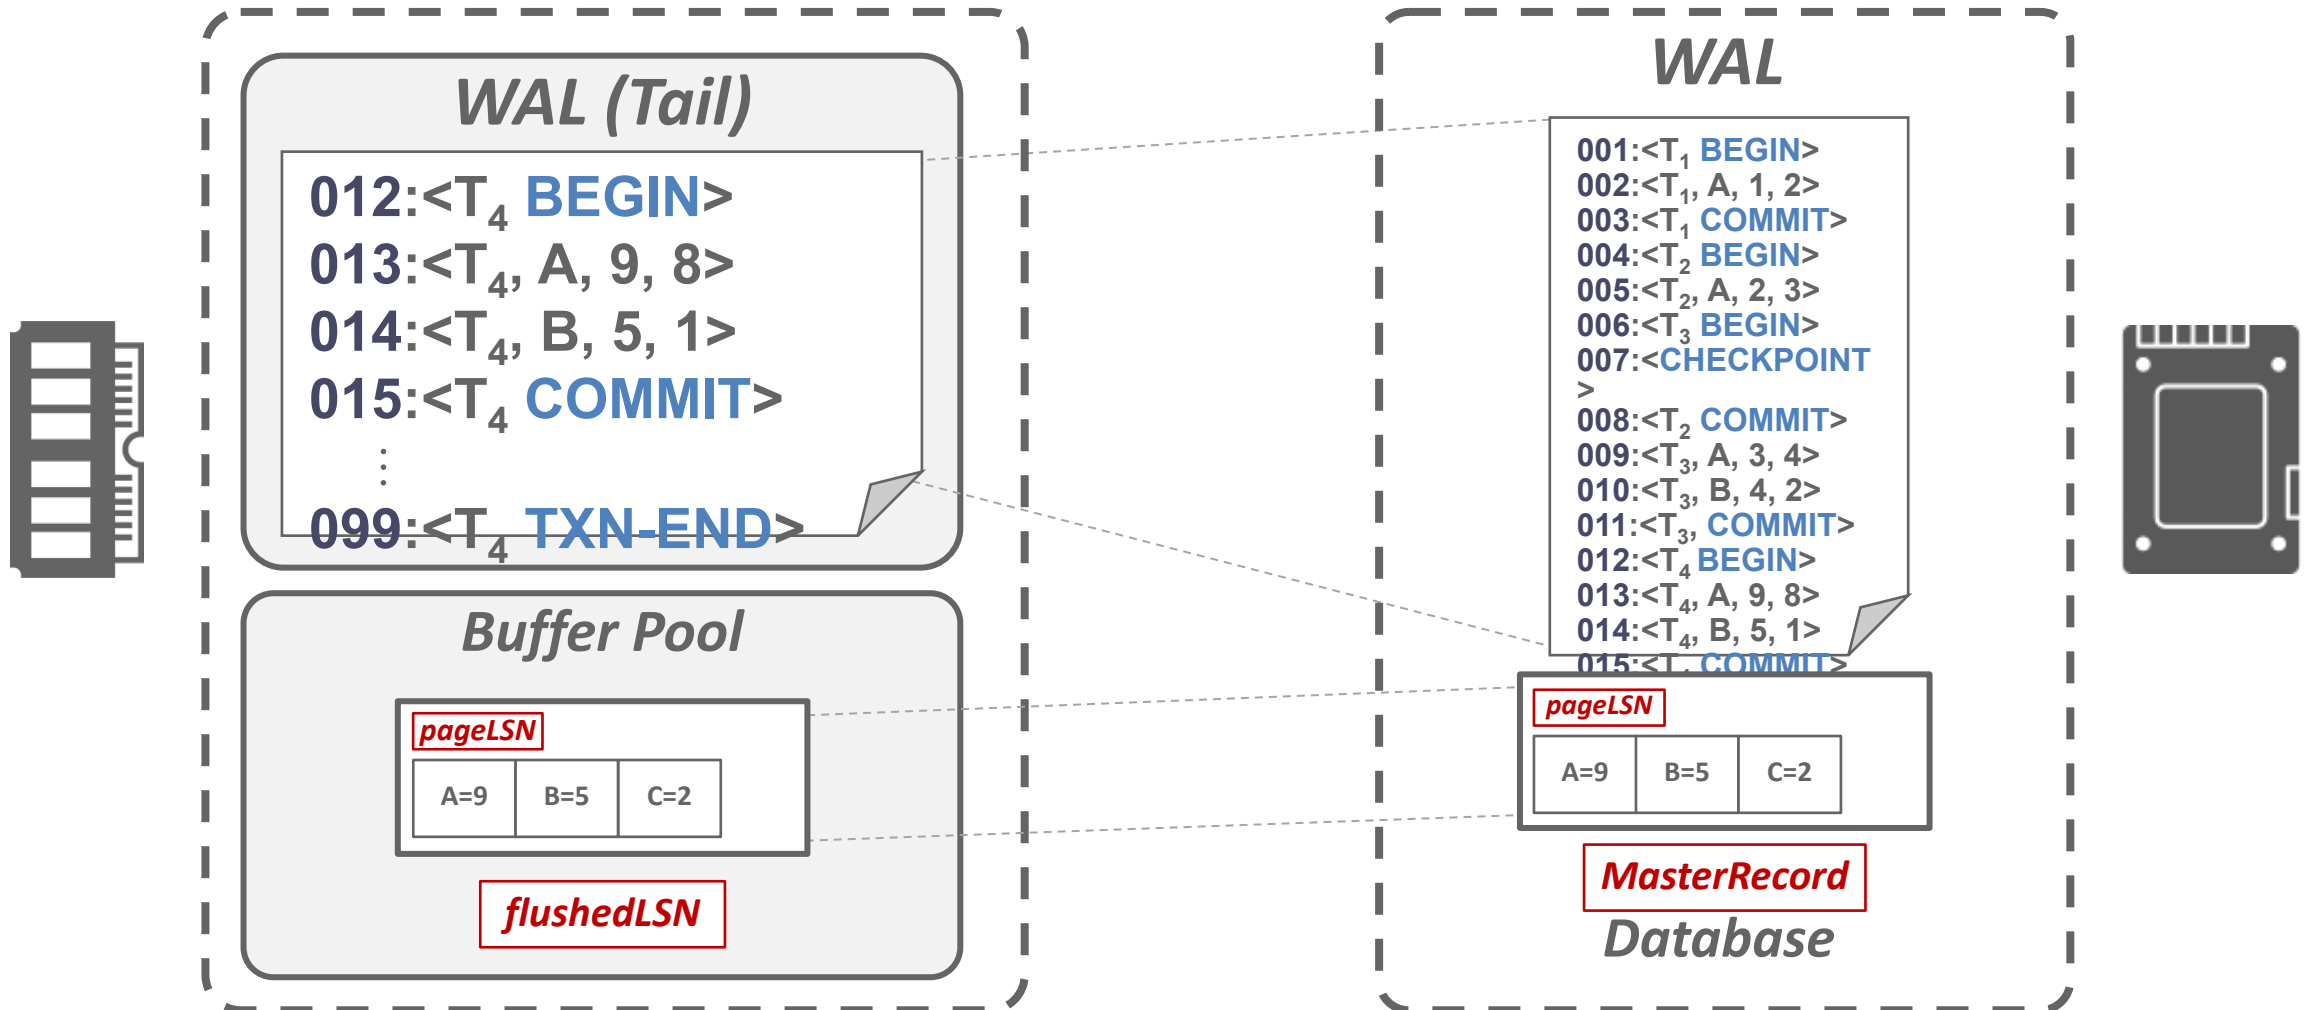 WAL (Tail)
012:<T4 BEGIN>
013:<T4, A, 9, 8>
014:<T4, B, 5, 1>
015:<T4 COMMIT>
⋮
099:<T4 TXN-END>
Buffer Pool
pageLSN
A=9 B=5 C=2
flushedLSN
WAL
001:<T1 BEGIN>
002:<T1, A, 1, 2>
003:<T1 COMMIT>
004:<T2 BEGIN>
005:<T2, A, 2, 3>
006:<T3 BEGIN>
007:<CHECKPOINT
>
008:<T2 COMMIT>
009:<T3, A, 3, 4>
010:<T3, B, 4, 2>
011:<T3, COMMIT>
012:<T4 BEGIN>
013:<T4, A, 9, 8>
014:<T4, B, 5, 1>
015:<T4 COMMIT>
pageLSN
A=9 B=5 C=2
MasterRecord
Database